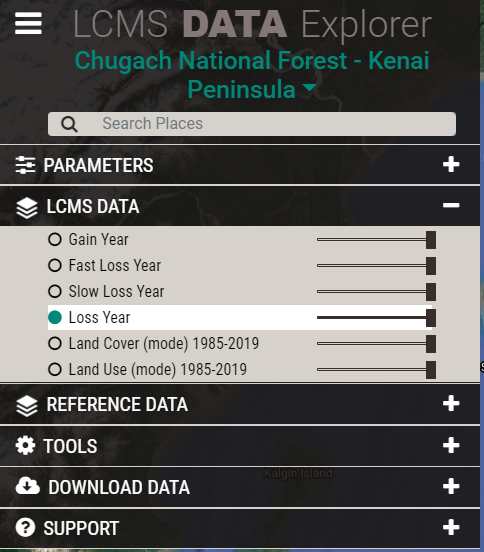 LCMS DATA Explorer
Chugach National Forest - Kenai
Peninsula
Search Places
PARAMETERS
LCMS DATA
Gain Year
Fast Loss Year
Slow Loss Year
Loss Year
Land Cover (mode) 1985-2019
Land Use (mode) 1985-2019
REFERENCE DATA
TOOLS
Kalgin Island
DOWNLOAD DATA
SUPPORT